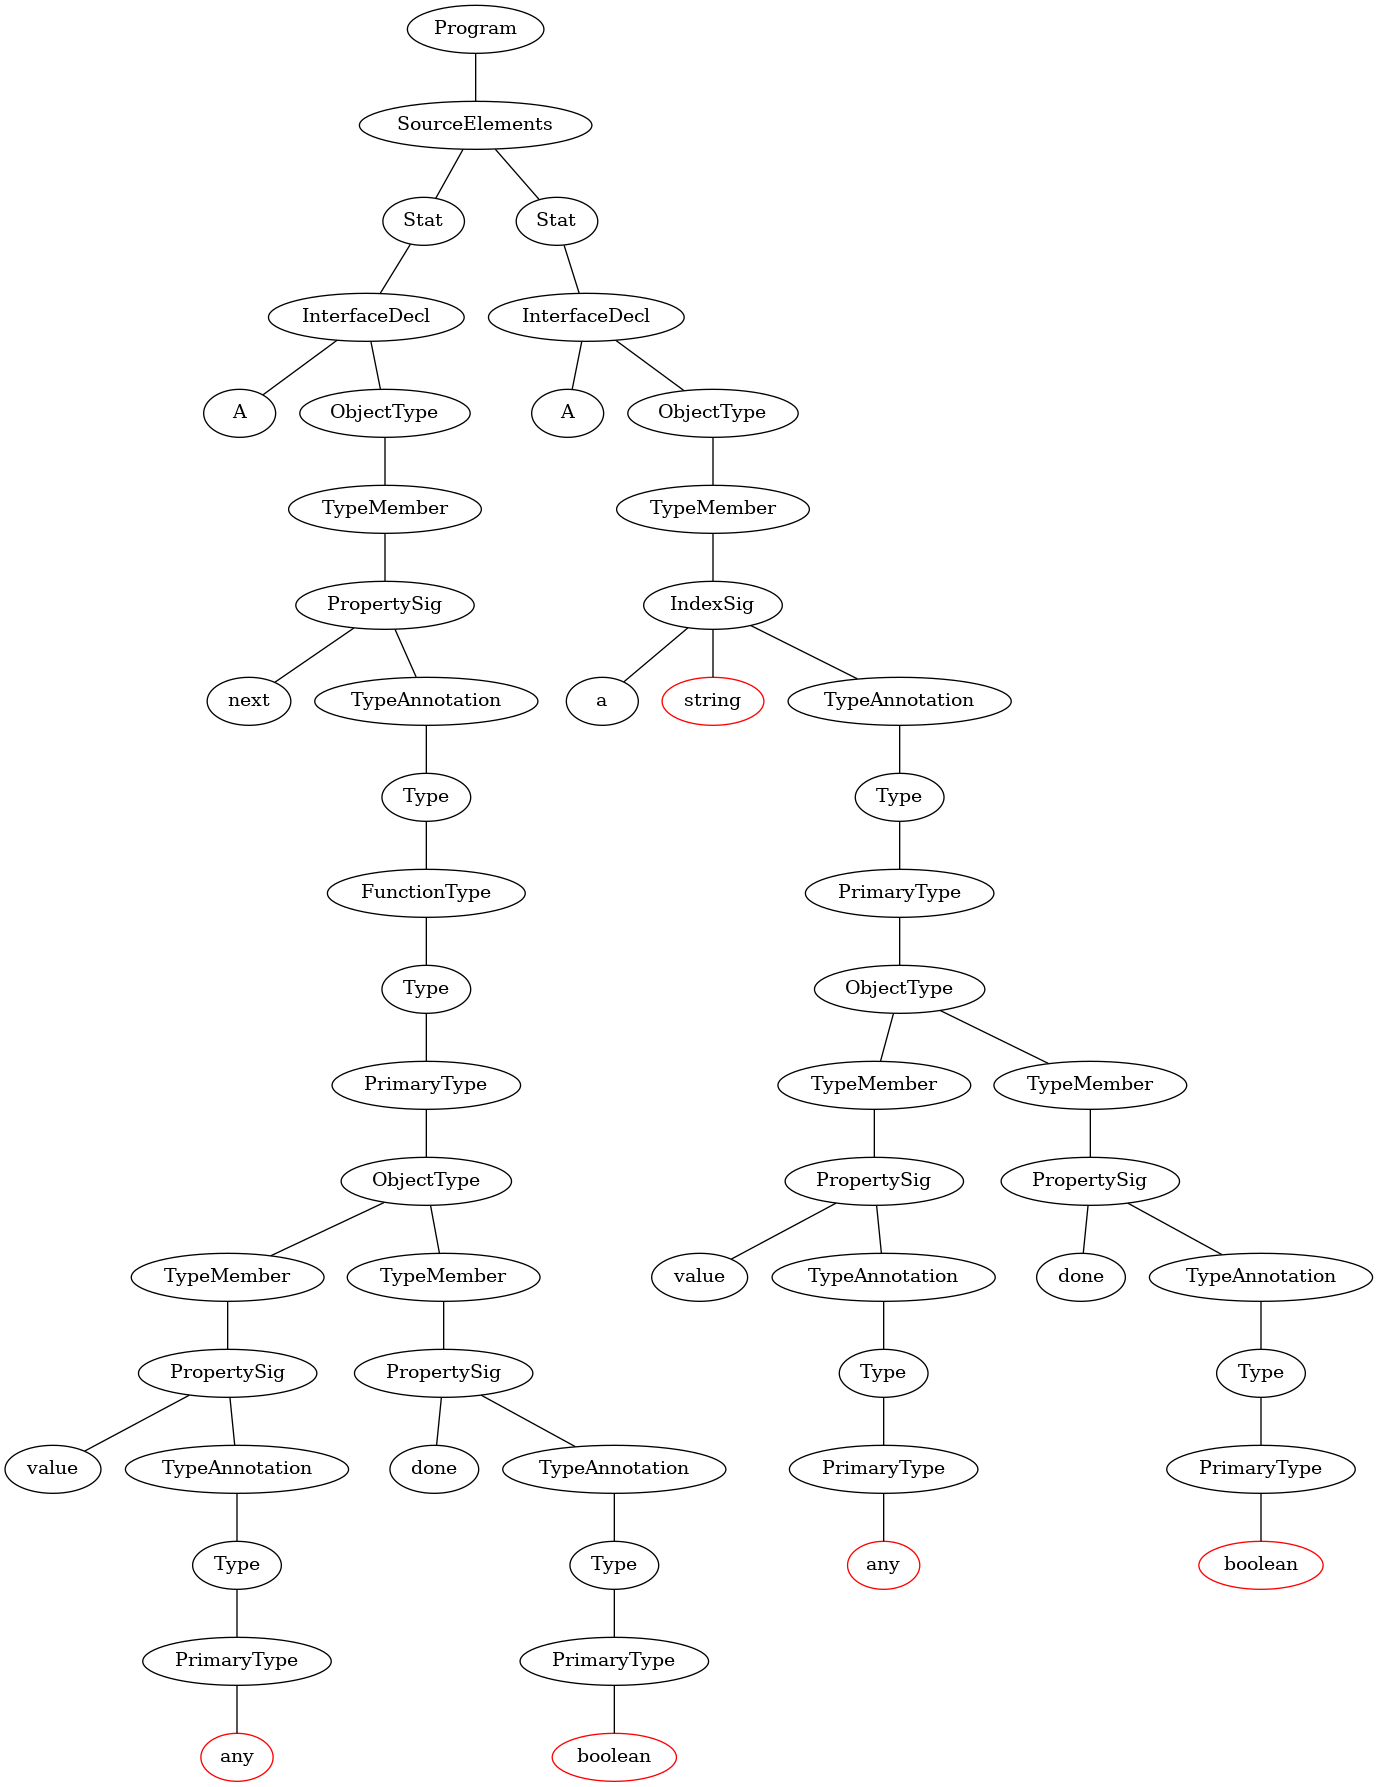 Program
SourceElements
Stat Stat
InterfaceDecl InterfaceDecl
A ObjectType A ObjectType
TypeMember TypeMember
PropertySig IndexSig
next TypeAnnotation a string TypeAnnotation
Type Type
FunctionType PrimaryType
Type ObjectType
PrimaryType TypeMember TypeMember
ObjectType PropertySig PropertySig
TypeMember TypeMember value TypeAnnotation done TypeAnnotation
PropertySig PropertySig Type Type
value TypeAnnotation done TypeAnnotation PrimaryType PrimaryType
Type Type any boolean
PrimaryType PrimaryType
any boolean